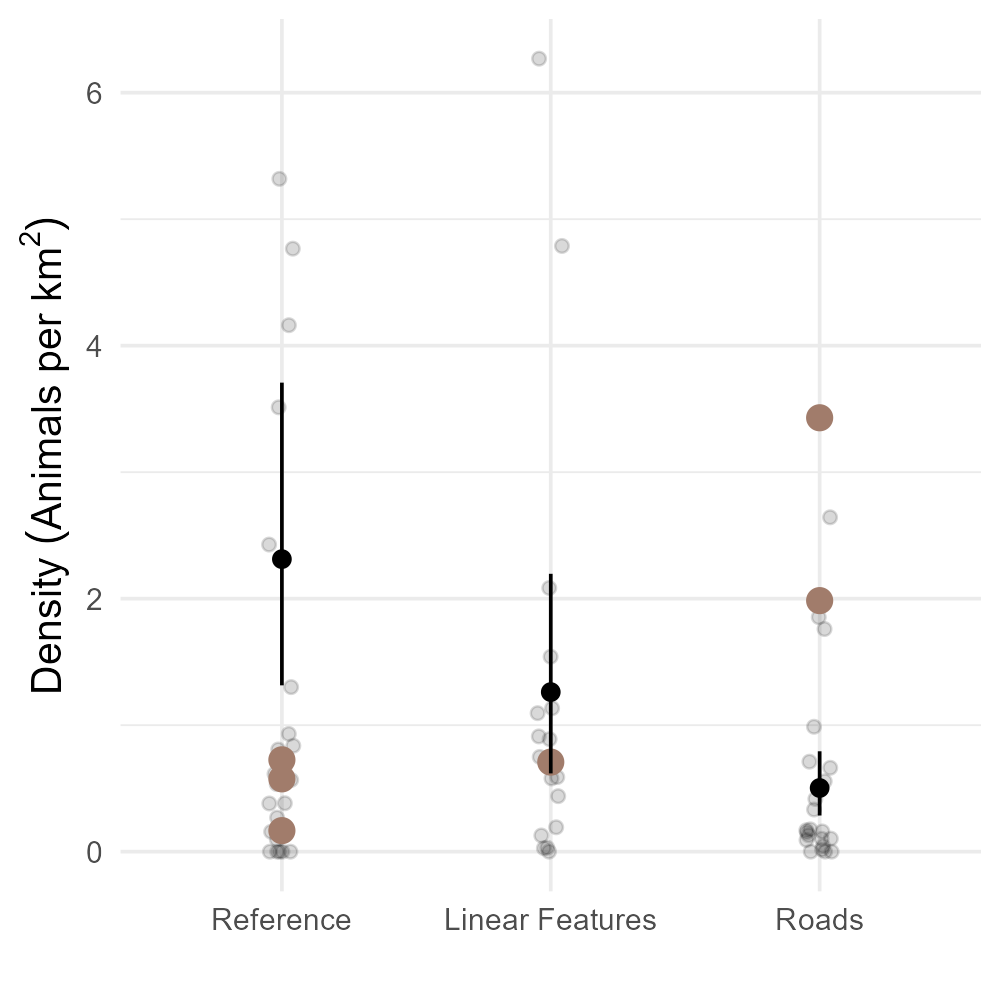 Density (Animals per km²)
6
4
2
0
Reference
Linear Features
Roads